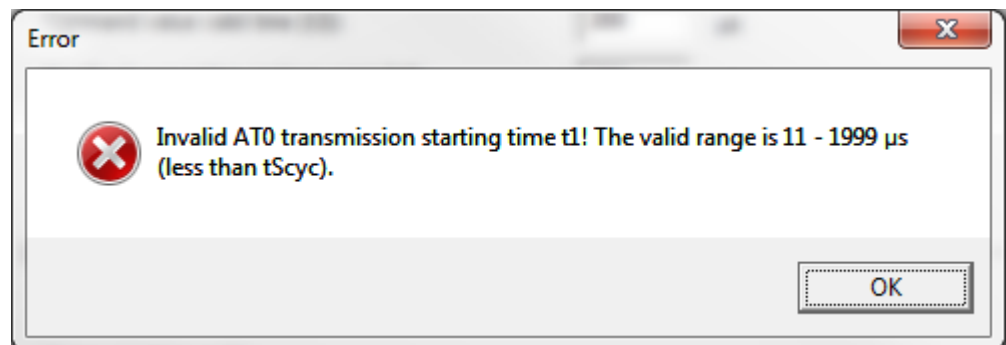 Error
Invalid AT0 transmission starting time t1! The valid range is 11 - 1999 µs
(less than tScyc).
OK